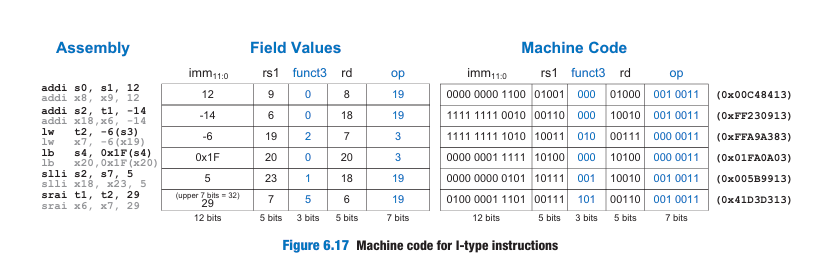 Assembly Field Values Machine Code
imm11:0 rs1 funct3 rd op imm11:0 rs1 funct3 rd op
addi s0, s1, 12
addi x8, x9, 12
12 9 0 8 19 0000 0000 1100 01001 000 01000 001 0011 (0x00C48413)
addi s2, t1, -14
addi x18,x6, -14
-14 6 0 18 19 1111 1111 0010 00110 000 10010 001 0011 (0xFF230913)
lw t2, -6(s3)
lw x7, -6(x19)
-6 19 2 7 3 1111 1111 1010 10011 010 00111 000 0011 (0xFFA9A383)
lb s4, 0x1F(s4)
lb x20,0x1F(x20)
0x1F 20 0 20 3 0000 0001 1111 10100 000 10100 000 0011 (0x01FA0A03)
slli s2, s7, 5
slli x18, x23, 5
5 23 1 18 19 0000 0000 0101 10111 001 10010 001 0011 (0x005B9913)
srai t1, t2, 29
srai x6, x7, 29
(upper 7 bits = 32)
29 7 5 6 19 0100 0001 1101 00111 101 00110 001 0011 (0x41D3D313)
12 bits 5 bits 3 bits 5 bits 7 bits 12 bits 5 bits 3 bits 5 bits 7 bits
Figure 6.17 Machine code for I-type instructions